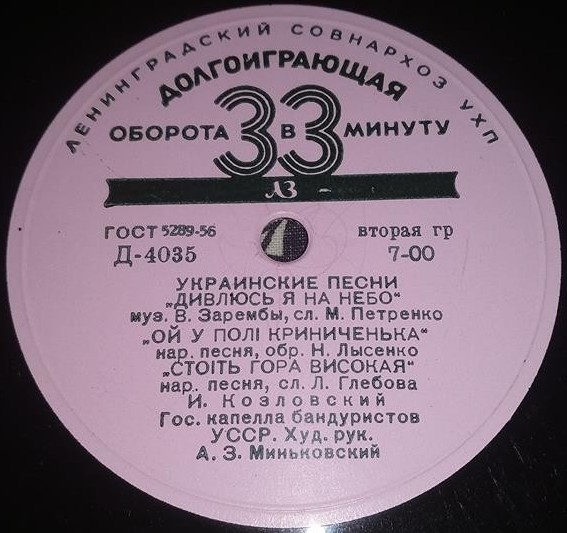 ЛЕНИНГРАДСКИЙ СОВНАРХОЗ УХП
ДОЛГОИГРАЮЩАЯ
ОБОРОТА 33 В МИНУТУ
ЛЗ
ГОСТ 5289-56 вторая гр
Д-4035 7-00
УКРАИНСКИЕ ПЕСНИ
„ДИВЛЮСЬ Я НА НЕБО“
муз. В. Зарембы, сл. М. Петренко
„ОЙ У ПОЛІ КРИНИЧЕНЬКА“
нар. песня, обр. Н. Лысенко
„СТОІТЬ ГОРА ВИСОКАЯ“
нар. песня, сл. Л. Глебова
И. Козловский
Гос. капелла бандуристов
УССР. Худ. рук.
А. З. Миньковский